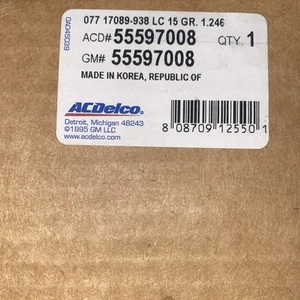 077 17089-938 LC 15 GR. 1.246
ACD# 55597008 QTY. 1
GM# 55597008
MADE IN KOREA, REPUBLIC OF
ACDelco
Detroit, Michigan 48243
©1995 GM LLC
www.acdelco.com
8 08709 12550 1